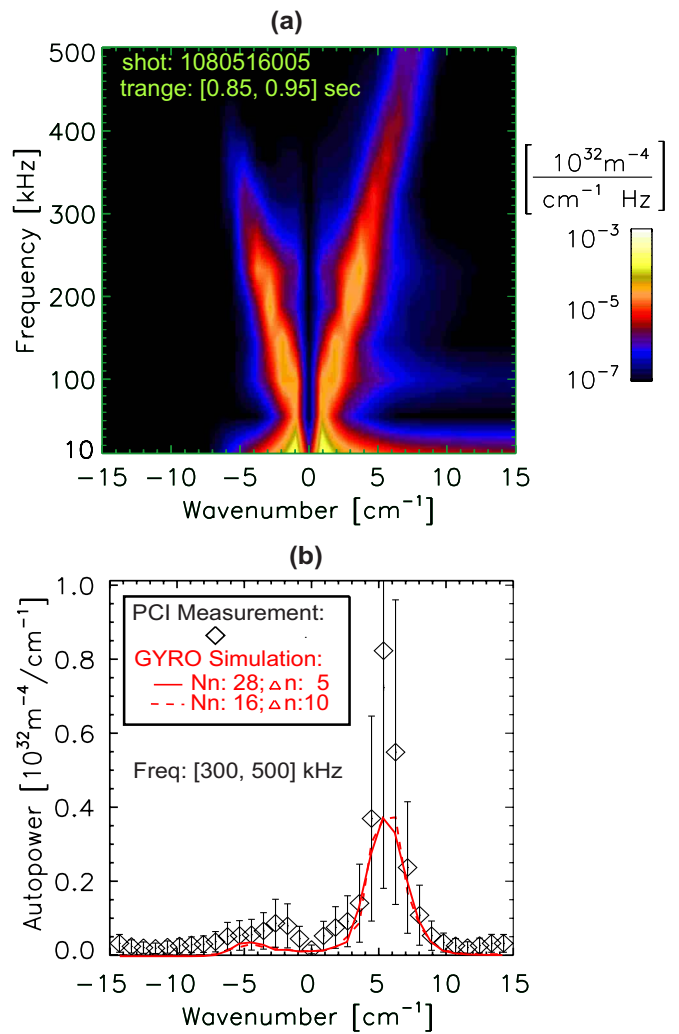 (a)
500
400
300
200
100
10
Frequency [kHz]
shot: 1080516005
trange: [0.85, 0.95] sec
−15 −10 −5 0 5 10 15
Wavenumber [cm⁻¹]
[ 10³²m⁻⁴ / cm⁻¹ Hz ]
10⁻³
10⁻⁵
10⁻⁷
(b)
1.0
0.8
0.6
0.4
0.2
0.0
Autopower [10³²m⁻⁴/cm⁻¹]
PCI Measurement:
GYRO Simulation:
Nn: 28; △n: 5
Nn: 16; △n:10
Freq: [300, 500] kHz
−15 −10 −5 0 5 10 15
Wavenumber [cm⁻¹]